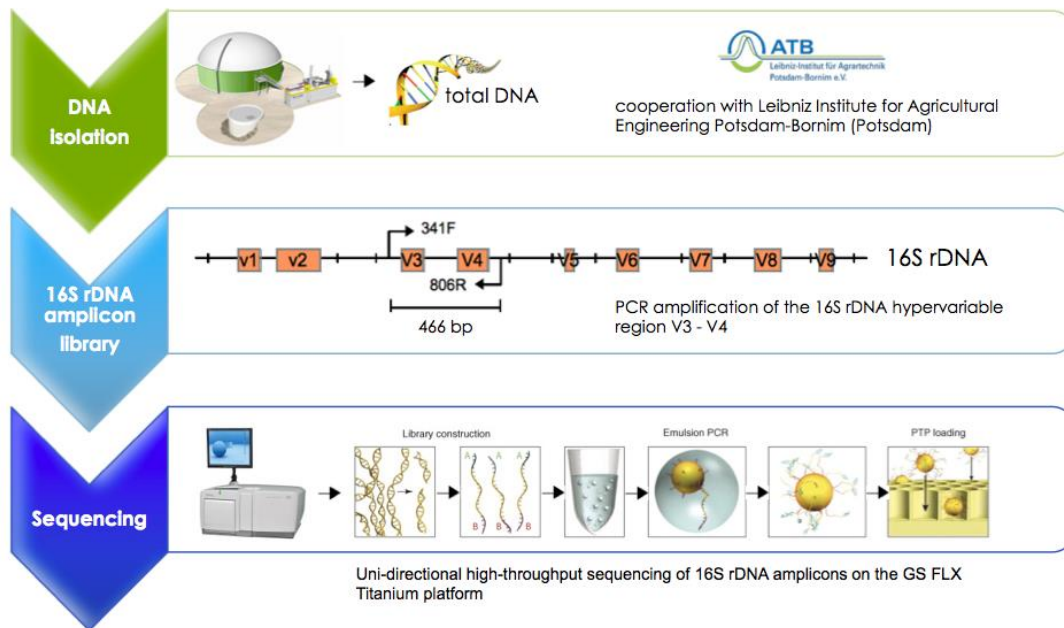 DNA
isolation
total DNA
ATB
Leibniz-Institut für Agrartechnik
Potsdam-Bornim e.V.
cooperation with Leibniz Institute for Agricultural
Engineering Potsdam-Bornim (Potsdam)
16S rDNA
amplicon
library
341F
v1
v2
V3
V4
V5
V6
V7
V8
V9
16S rDNA
806R
466 bp
PCR amplification of the 16S rDNA hypervariable
region V3 - V4
Sequencing
Library construction
Emulsion PCR
PTP loading
A
A
A
B
B
B
Uni-directional high-throughput sequencing of 16S rDNA amplicons on the GS FLX
Titanium platform